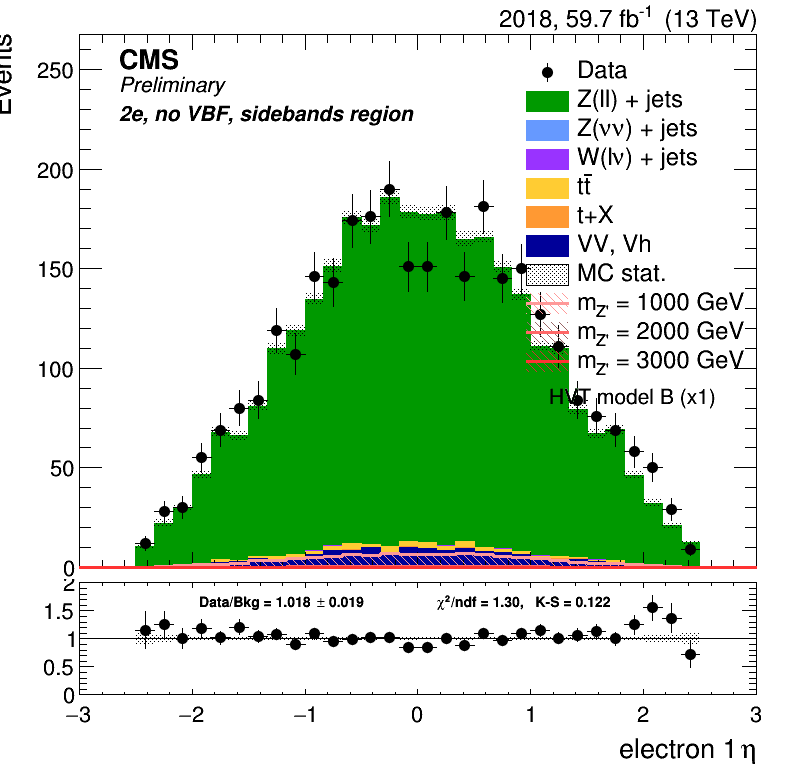 2018, 59.7 fb⁻¹ (13 TeV)
Events
CMS
Preliminary
2e, no VBF, sidebands region
Data
Z(ll) + jets
Z(νν) + jets
W(lν) + jets
tt̄
t+X
VV, Vh
MC stat.
m_Z' = 1000 GeV
m_Z' = 2000 GeV
m_Z' = 3000 GeV
HVT model B (x1)
250
200
150
100
50
0
2
1.5
1
0.5
0
Data/Bkg = 1.018 ± 0.019
χ²/ndf = 1.30, K-S = 0.122
−3 −2 −1 0 1 2 3
electron 1 η